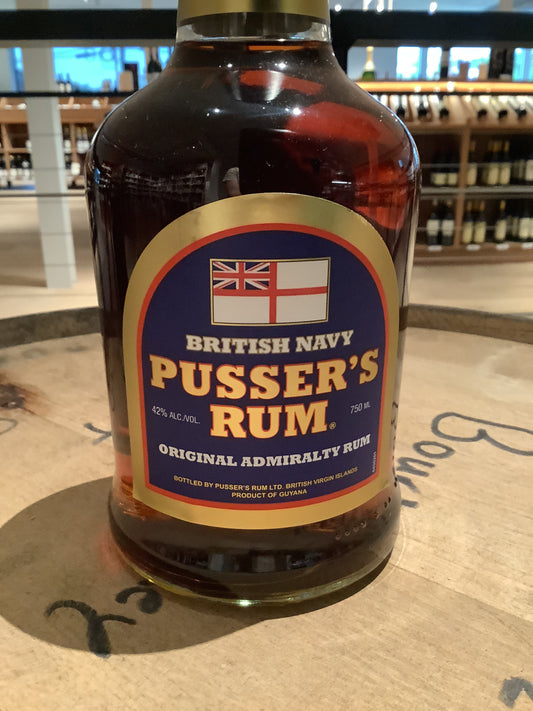 BRITISH NAVY
PUSSER'S
42% ALC./VOL.
RUM®
750 ML
ORIGINAL ADMIRALTY RUM
BOTTLED BY PUSSER'S RUM LTD. BRITISH VIRGIN ISLANDS
PRODUCT OF GUYANA